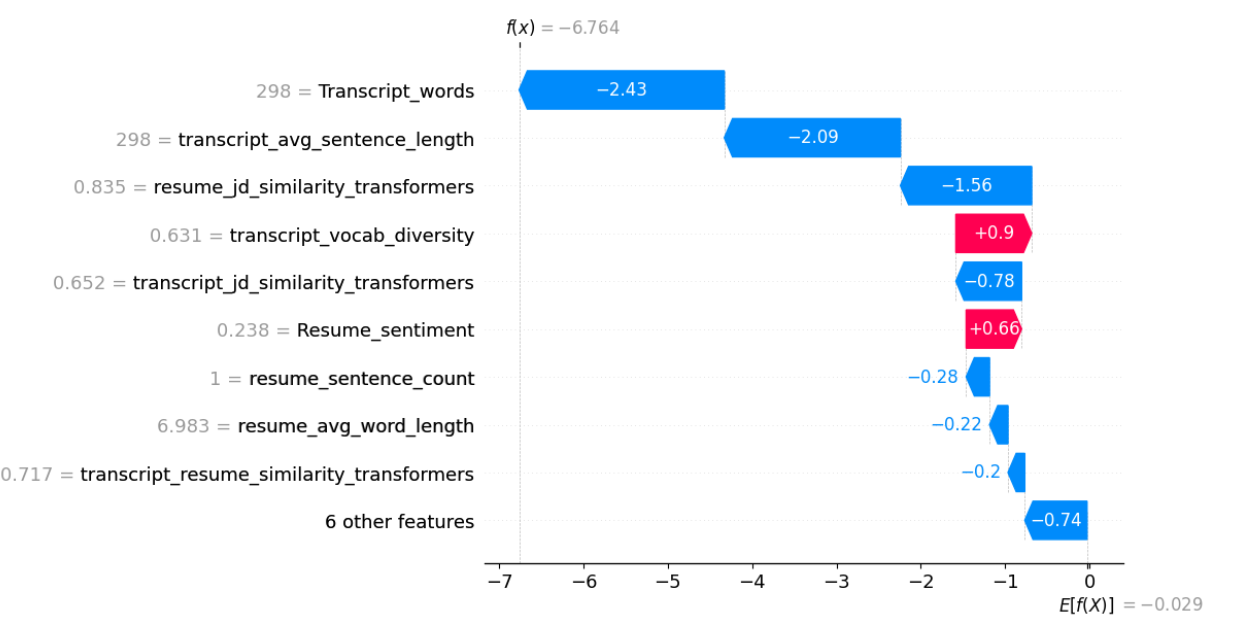 f(x) = −6.764
298 = Transcript_words −2.43
298 = transcript_avg_sentence_length −2.09
0.835 = resume_jd_similarity_transformers −1.56
0.631 = transcript_vocab_diversity +0.9
0.652 = transcript_jd_similarity_transformers −0.78
0.238 = Resume_sentiment +0.66
1 = resume_sentence_count −0.28
6.983 = resume_avg_word_length −0.22
0.717 = transcript_resume_similarity_transformers −0.2
6 other features −0.74
−7 −6 −5 −4 −3 −2 −1 0
E[f(X)] = −0.029